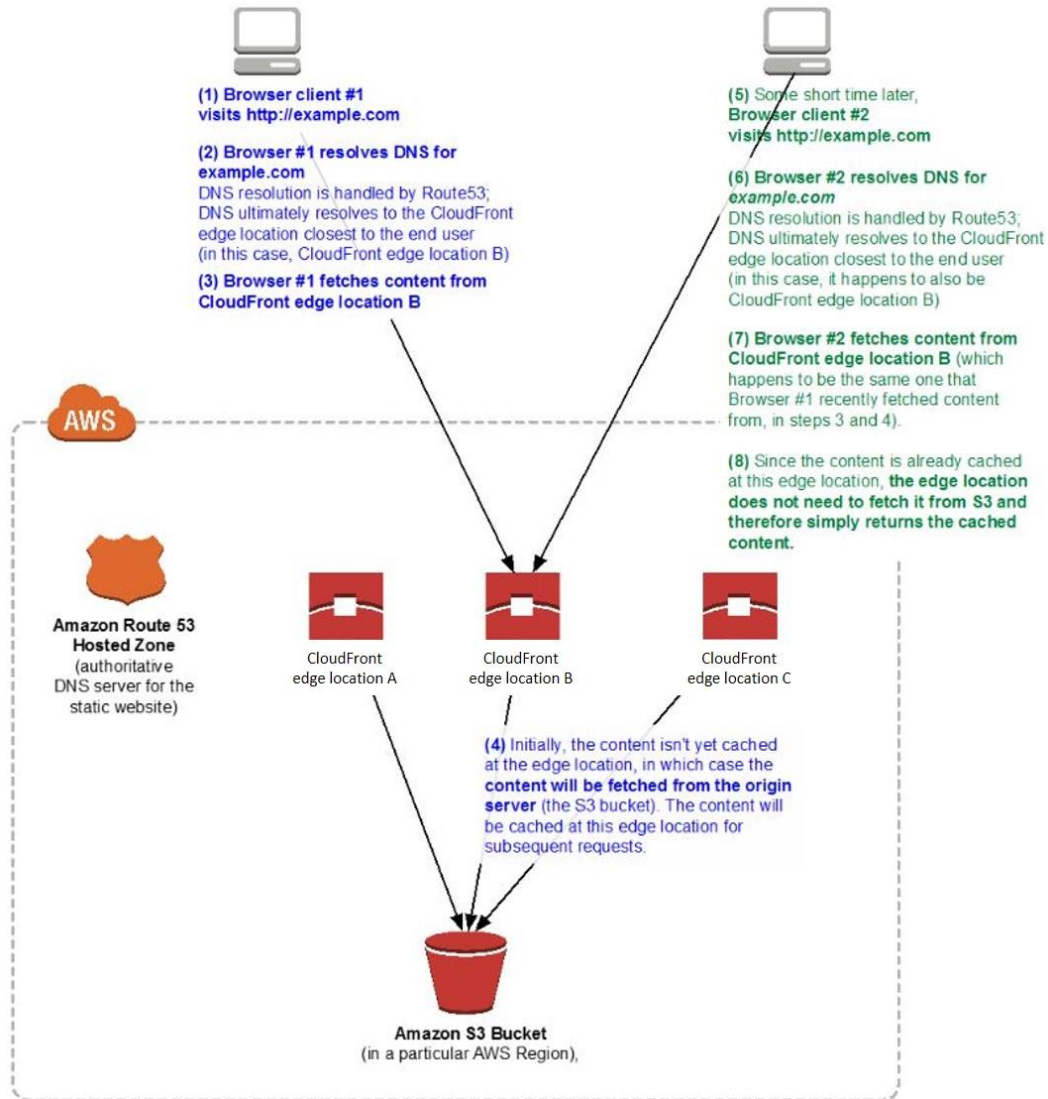 (1) Browser client #1
visits http://example.com
(2) Browser #1 resolves DNS for
example.com
DNS resolution is handled by Route53;
DNS ultimately resolves to the CloudFront
edge location closest to the end user
(in this case, CloudFront edge location B)
(3) Browser #1 fetches content from
CloudFront edge location B
(5) Some short time later,
Browser client #2
visits http://example.com
(6) Browser #2 resolves DNS for
example.com
DNS resolution is handled by Route53;
DNS ultimately resolves to the CloudFront
edge location closest to the end user
(in this case, it happens to also be
CloudFront edge location B)
(7) Browser #2 fetches content from
CloudFront edge location B (which
happens to be the same one that
Browser #1 recently fetched content
from, in steps 3 and 4).
(8) Since the content is already cached
at this edge location, the edge location
does not need to fetch it from S3 and
therefore simply returns the cached
content.
AWS
Amazon Route 53
Hosted Zone
(authoritative
DNS server for the
static website)
CloudFront
edge location A
CloudFront
edge location B
CloudFront
edge location C
(4) Initially, the content isn't yet cached
at the edge location, in which case the
content will be fetched from the origin
server (the S3 bucket). The content will
be cached at this edge location for
subsequent requests.
Amazon S3 Bucket
(in a particular AWS Region),